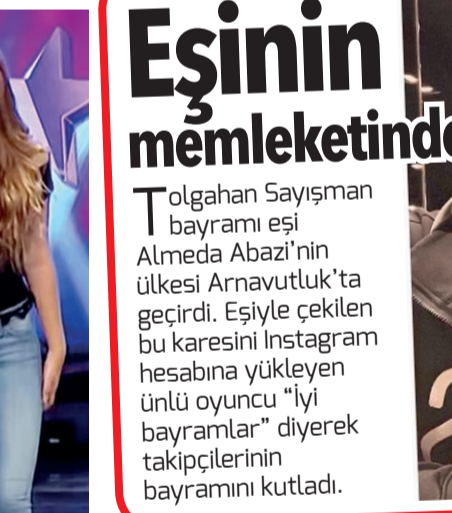 Eşinin
memleketinde
Tolgahan Sayışman
bayramı eşi
Almeda Abazi’nin
ülkesi Arnavutluk’ta
geçirdi. Eşiyle çekilen
bu karesini Instagram
hesabına yükleyen
ünlü oyuncu “İyi
bayramlar” diyerek
takipçilerinin
bayramını kutladı.